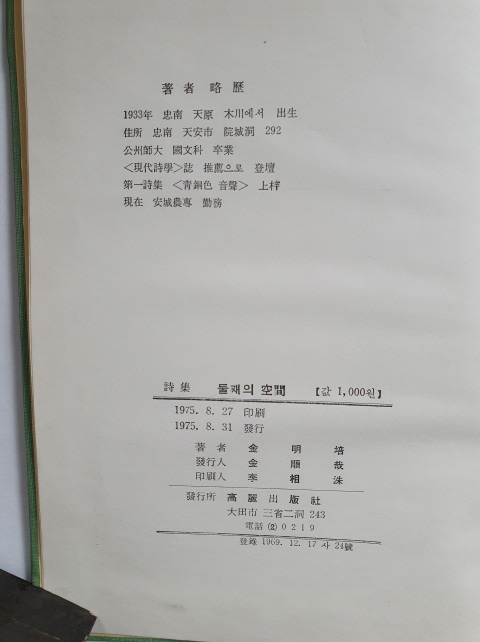 著者 略歷
1933年 忠南 天原 木川에서 出生
住所 忠南 天安市 院城洞 292
公州師大 國文科 卒業
〈現代詩學〉誌 推薦으로 登壇
第一詩集 〈靑銅色 音聲〉 上梓
現在 安城農專 勤務
詩集 둘째의 空間 【값 1,000원】
1975. 8. 27 印刷
1975. 8. 31 發行
著者 金明培
發行人 金順哉
印刷人 李相洙
發行所 高麗出版社
大田市 三省二洞 243
電話 (2) 0219
登錄 1969. 12. 17 사 24號